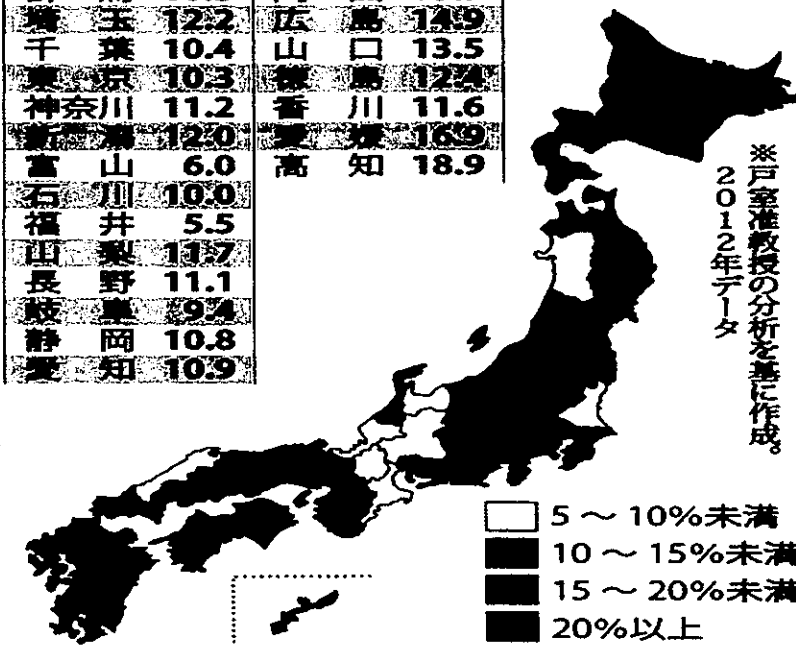 埼玉 12.2
千葉 10.4
東京 10.3
神奈川 11.2
新潟 12.0
富山 6.0
石川 10.0
福井 5.5
山梨 11.7
長野 11.1
岐阜 9.4
静岡 10.8
愛知 10.9
広島 14.9
山口 13.5
徳島 12.4
香川 11.6
愛媛 16.9
高知 18.9
※戸室准教授の分析を基に作成。
2012年データ
5～10%未満
10～15%未満
15～20%未満
20%以上